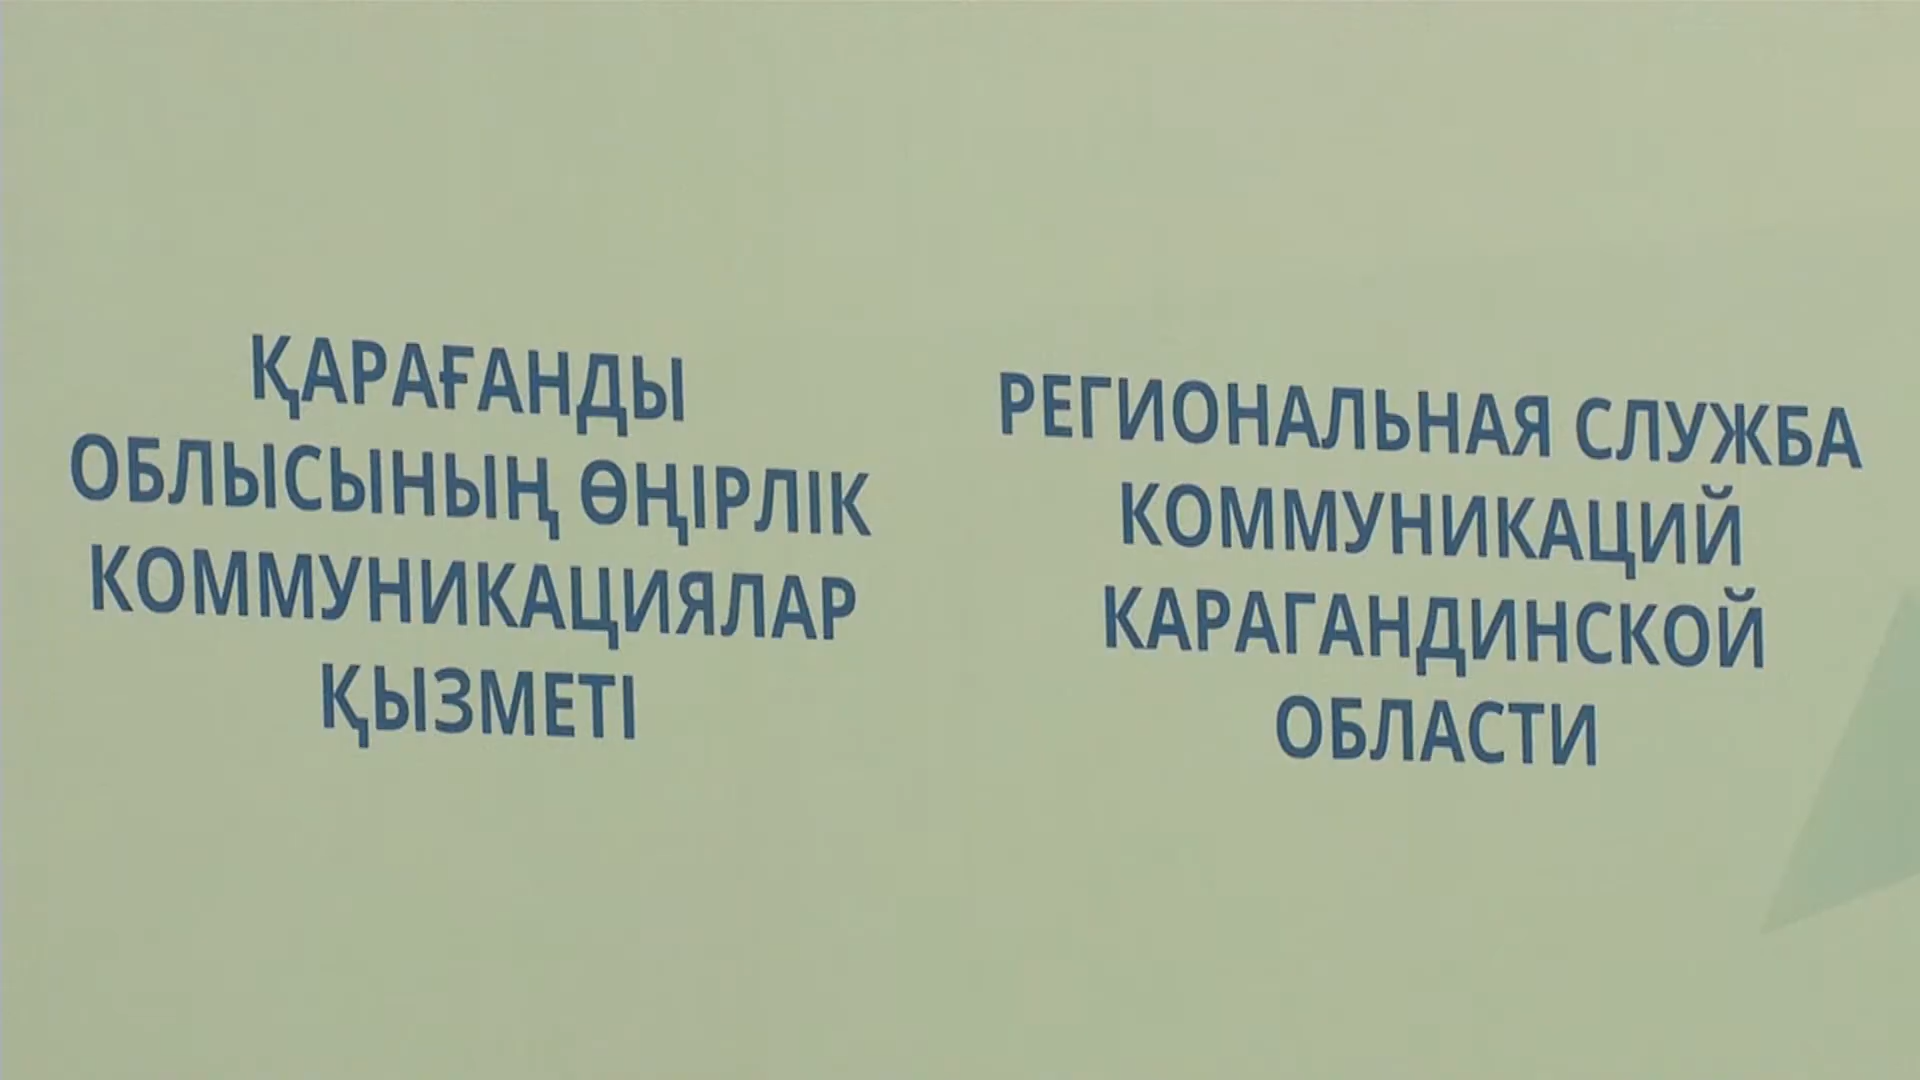 ҚАРАҒАНДЫ
ОБЛЫСЫНЫҢ ӨҢІРЛІК
КОММУНИКАЦИЯЛАР
ҚЫЗМЕТІ
РЕГИОНАЛЬНАЯ СЛУЖБА
КОММУНИКАЦИЙ
КАРАГАНДИНСКОЙ
ОБЛАСТИ